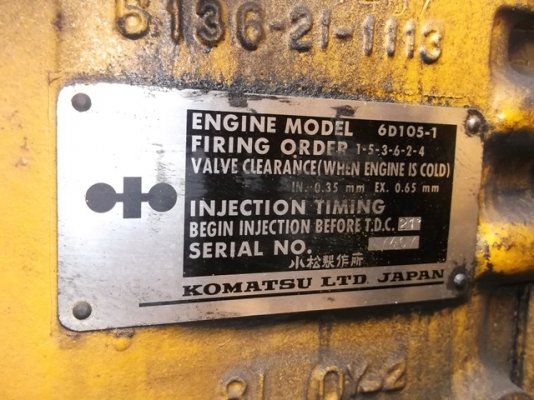 6136-21-1113
ENGINE MODEL 6D105-1
FIRING ORDER 1-5-3-6-2-4
VALVE CLEARANCE(WHEN ENGINE IS COLD)
IN. 0.35 mm EX. 0.65 mm
INJECTION TIMING
BEGIN INJECTION BEFORE T.D.C.
SERIAL NO.
小松製作所
KOMATSU LTD JAPAN